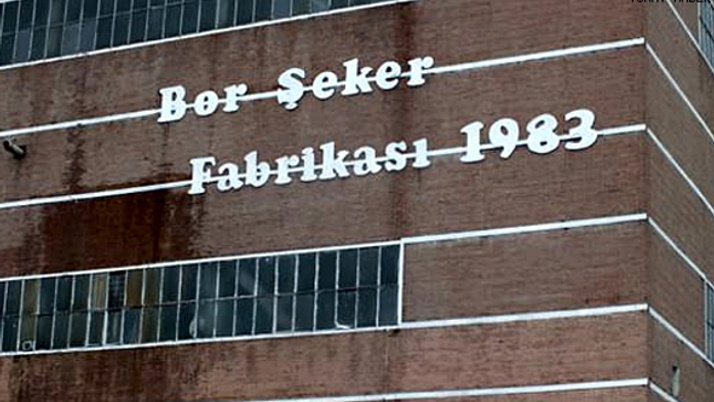 Bor Şeker
Fabrikası 1983